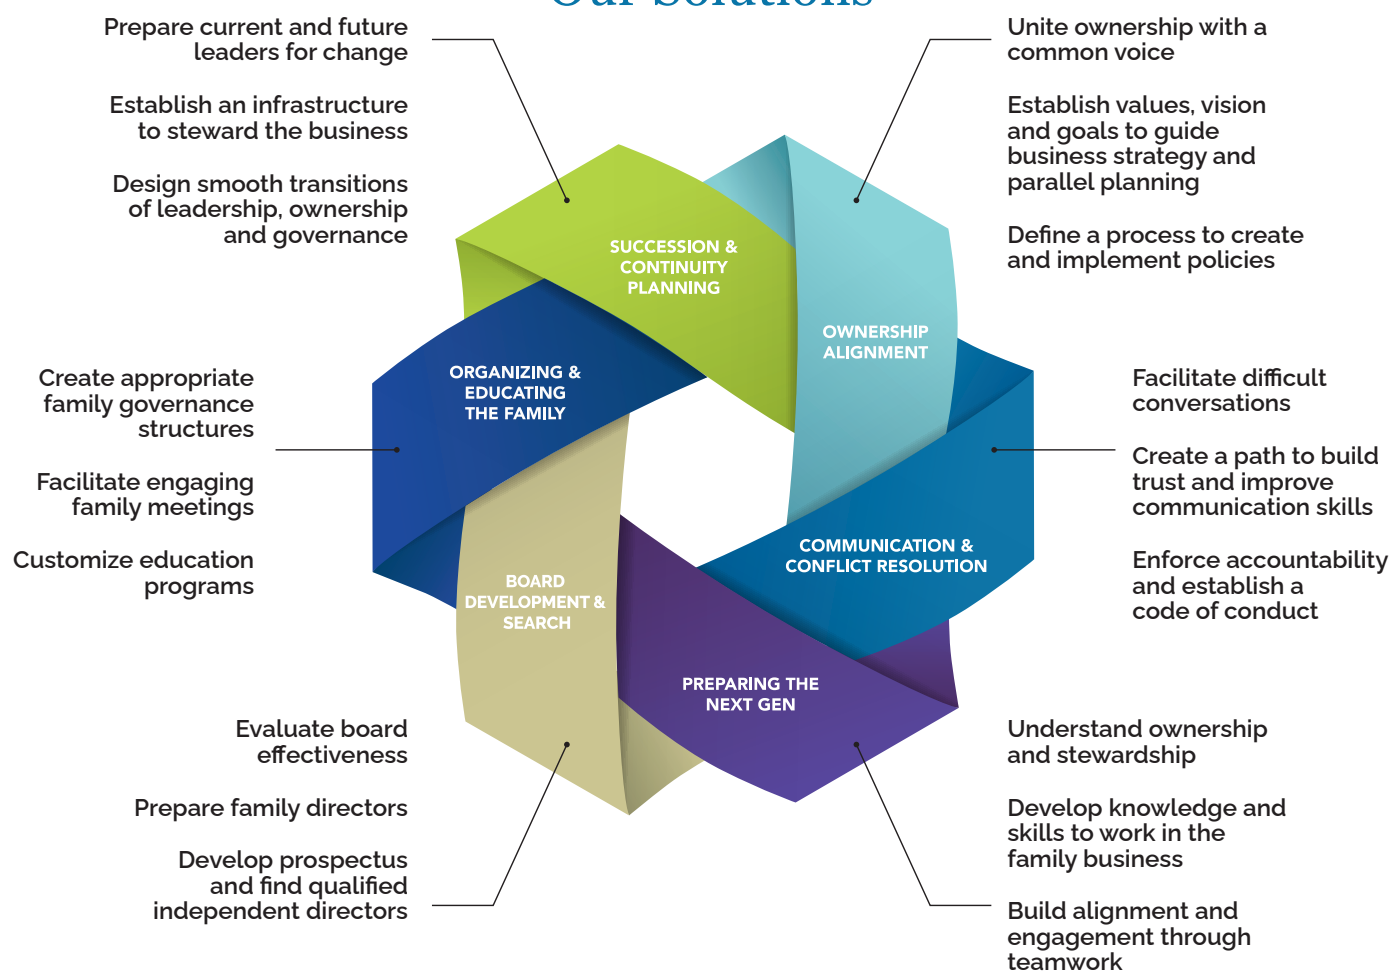 Our Solutions
Prepare current and future
leaders for change
Establish an infrastructure
to steward the business
Design smooth transitions
of leadership, ownership
and governance
Unite ownership with a
common voice
Establish values, vision
and goals to guide
business strategy and
parallel planning
Define a process to create
and implement policies
SUCCESSION &
CONTINUITY
PLANNING
OWNERSHIP
ALIGNMENT
ORGANIZING &
EDUCATING
THE FAMILY
Create appropriate
family governance
structures
Facilitate engaging
family meetings
Customize education
programs
Facilitate difficult
conversations
Create a path to build
trust and improve
communication skills
Enforce accountability
and establish a
code of conduct
COMMUNICATION &
CONFLICT RESOLUTION
BOARD
DEVELOPMENT &
SEARCH
PREPARING THE
NEXT GEN
Evaluate board
effectiveness
Prepare family directors
Develop prospectus
and find qualified
independent directors
Understand ownership
and stewardship
Develop knowledge and
skills to work in the
family business
Build alignment and
engagement through
teamwork